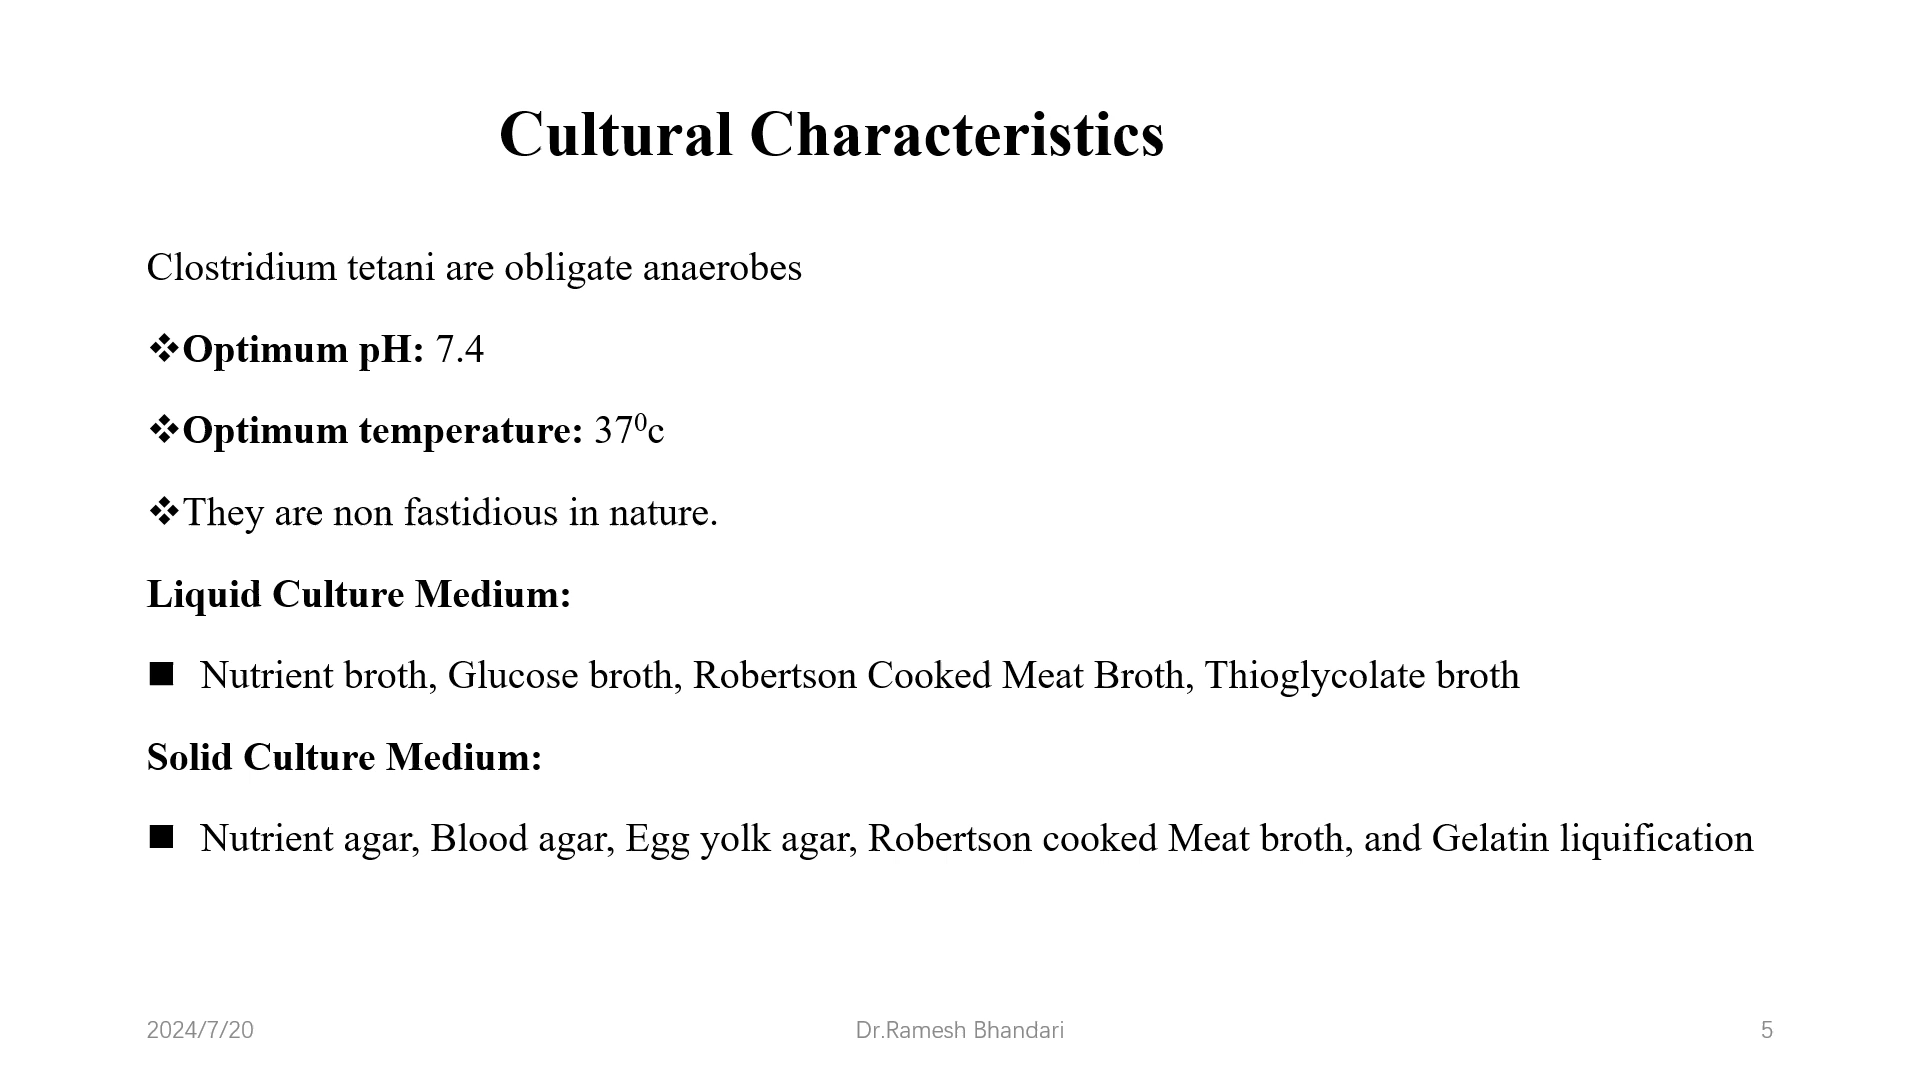 Cultural Characteristics
Clostridium tetani are obligate anaerobes
❖Optimum pH: 7.4
❖Optimum temperature: 37⁰c
❖They are non fastidious in nature.
Liquid Culture Medium:
■ Nutrient broth, Glucose broth, Robertson Cooked Meat Broth, Thioglycolate broth
Solid Culture Medium:
■ Nutrient agar, Blood agar, Egg yolk agar, Robertson cooked Meat broth, and Gelatin liquification
2024/7/20
Dr.Ramesh Bhandari
5